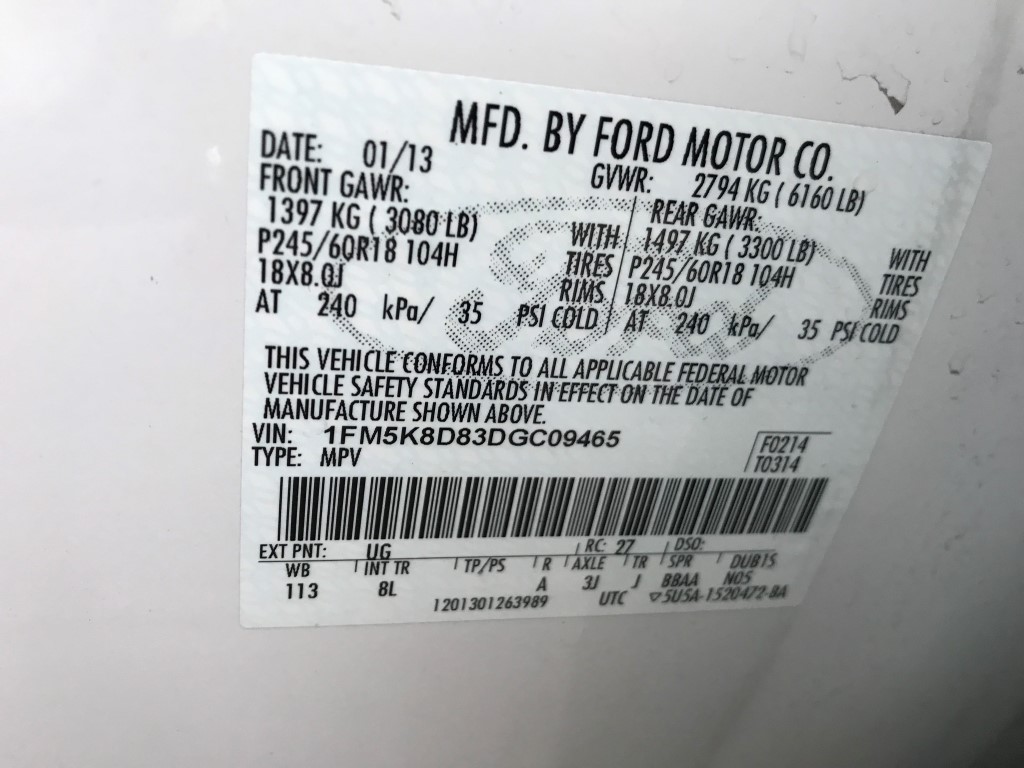 MFD. BY FORD MOTOR CO.
DATE: 01/13 GVWR: 2794 KG ( 6160 LB)
FRONT GAWR: REAR GAWR:
1397 KG ( 3080 LB) WITH 1497 KG ( 3300 LB) WITH
P245/60R18 104H TIRES P245/60R18 104H TIRES
18X8.0J RIMS 18X8.0J RIMS
AT 240 kPa/ 35 PSI COLD AT 240 kPa/ 35 PSI COLD
Ford
THIS VEHICLE CONFORMS TO ALL APPLICABLE FEDERAL MOTOR
VEHICLE SAFETY STANDARDS IN EFFECT ON THE DATE OF
MANUFACTURE SHOWN ABOVE.
VIN: 1FM5K8D83DGC09465 F0214
TYPE: MPV T0314
EXT PNT: UG RC: 27 DSO:
WB INT TR TP/PS R AXLE TR SPR DUB15
113 8L A 3J J BBAA N05
1201301263989 UTC ▽5U5A-1520472-BA